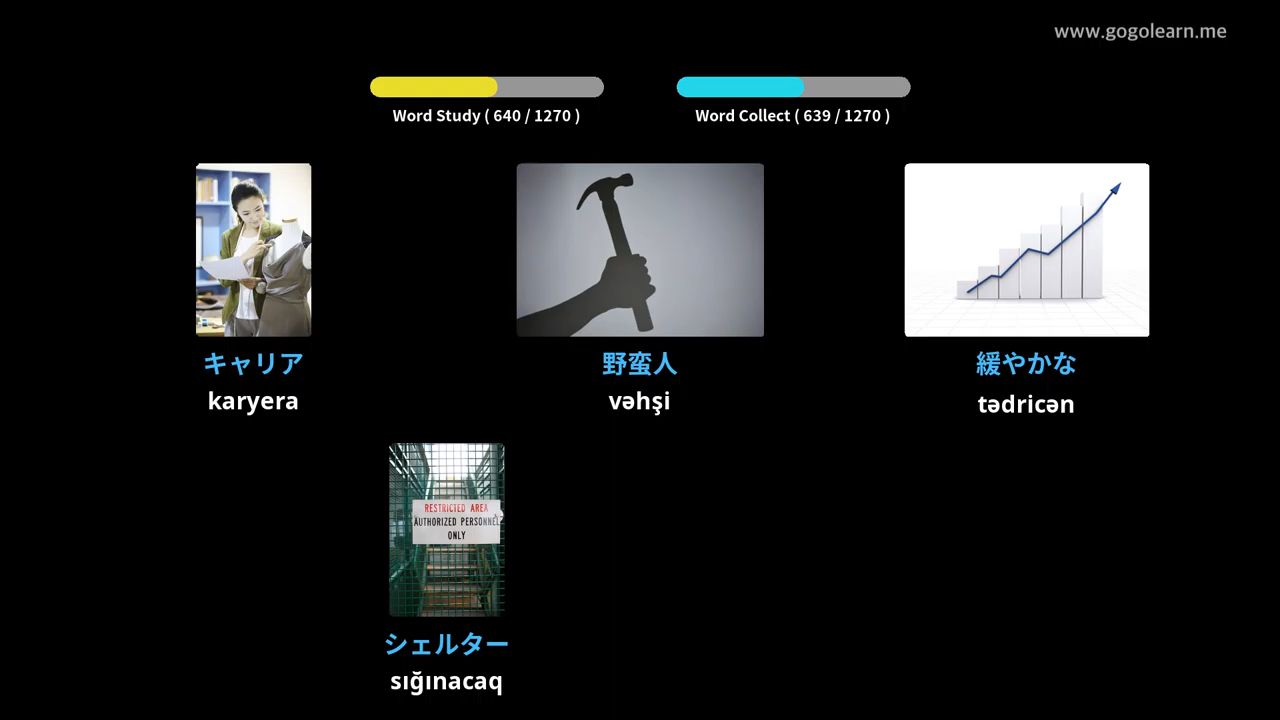 www.gogolearn.me
Word Study ( 640 / 1270 )
Word Collect ( 639 / 1270 )
キャリア
karyera
野蛮人
vəhşi
緩やかな
tədricən
RESTRICTED AREA
AUTHORIZED PERSONNEL
ONLY
シェルター
sığınacaq